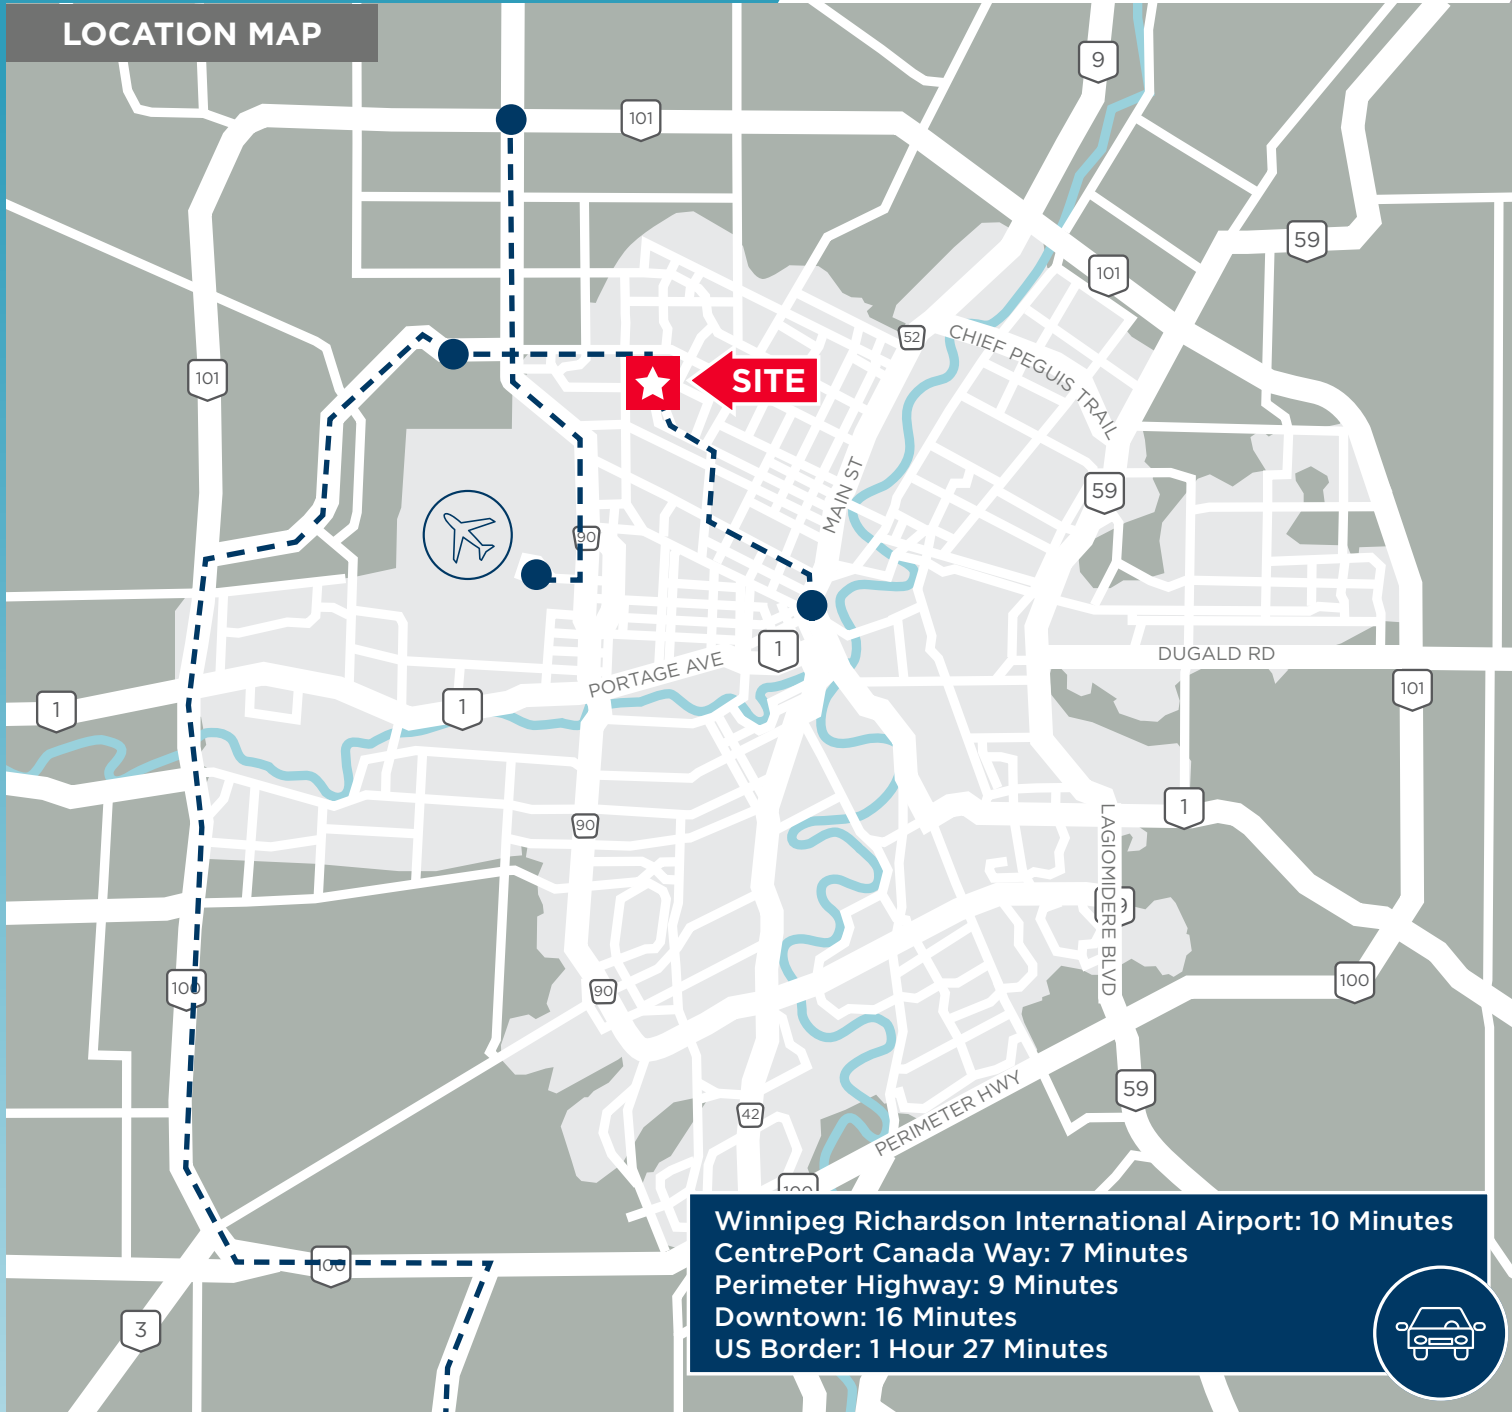 LOCATION MAP
9
101
59
101
52
CHIEF PEGUIS TRAIL
101
SITE
MAIN ST
59
90
1
PORTAGE AVE
DUGALD RD
1
1
101
1
90
LAGIOMIDERE BLVD
90
100
100
59
PERIMETER HWY
42
100
100
3
Winnipeg Richardson International Airport: 10 Minutes
CentrePort Canada Way: 7 Minutes
Perimeter Highway: 9 Minutes
Downtown: 16 Minutes
US Border: 1 Hour 27 Minutes